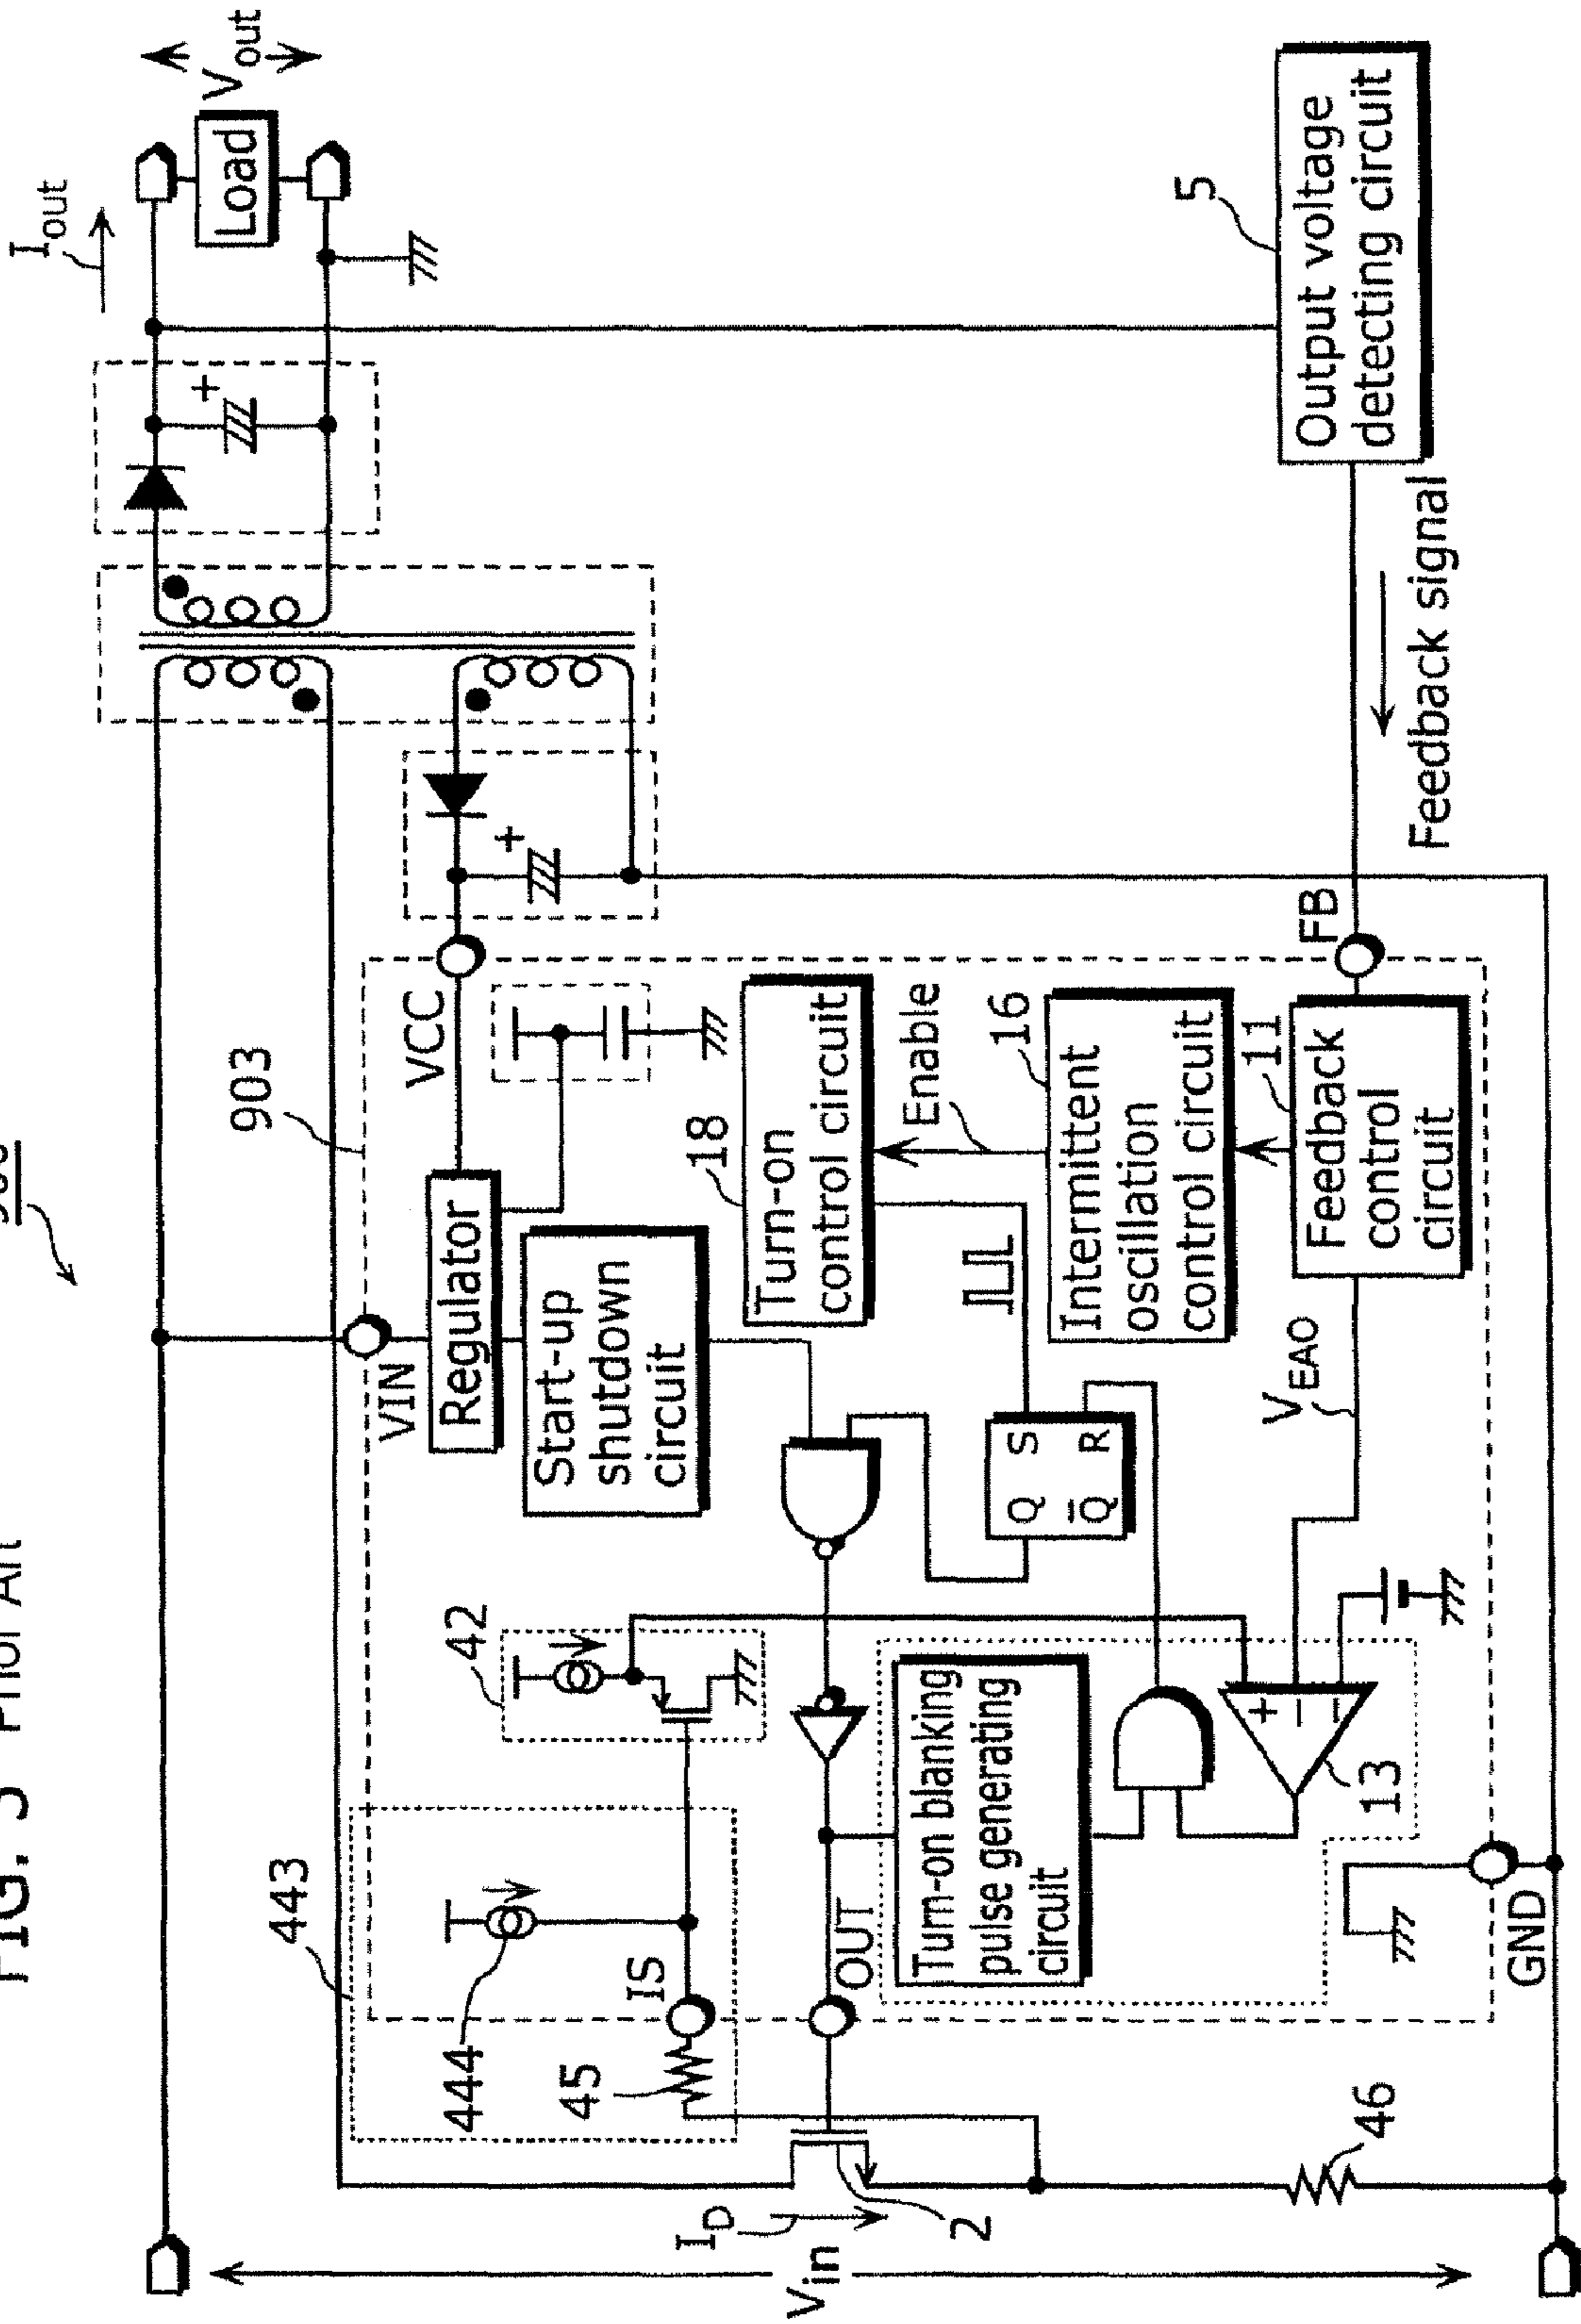 FIG. 3 Prior Art
Iout
Vout
Load
903
VCC
VIN
Regulator
Start-up
shutdown
circuit
18
Turn-on
control circuit
Enable
16
Intermittent
oscillation
control circuit
11
Feedback
control
circuit
FB
Feedback signal
5
Output voltage
detecting circuit
VEAO
S
R
Q
Q̅
42
443
444
45
IS
OUT
Turn-on blanking
pulse generating
circuit
13
GND
ID
2
46
Vin
+
−
−
+
+